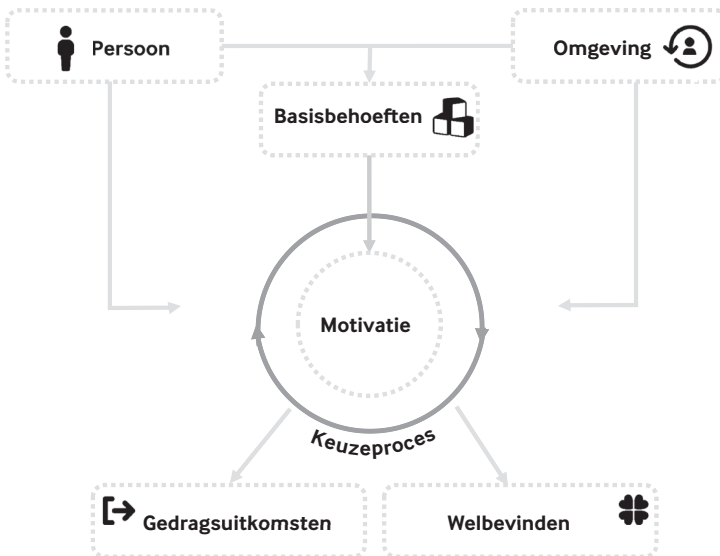 Persoon
Omgeving
Basisbehoeften
Motivatie
Keuzeproces
Gedragsuitkomsten
Welbevinden